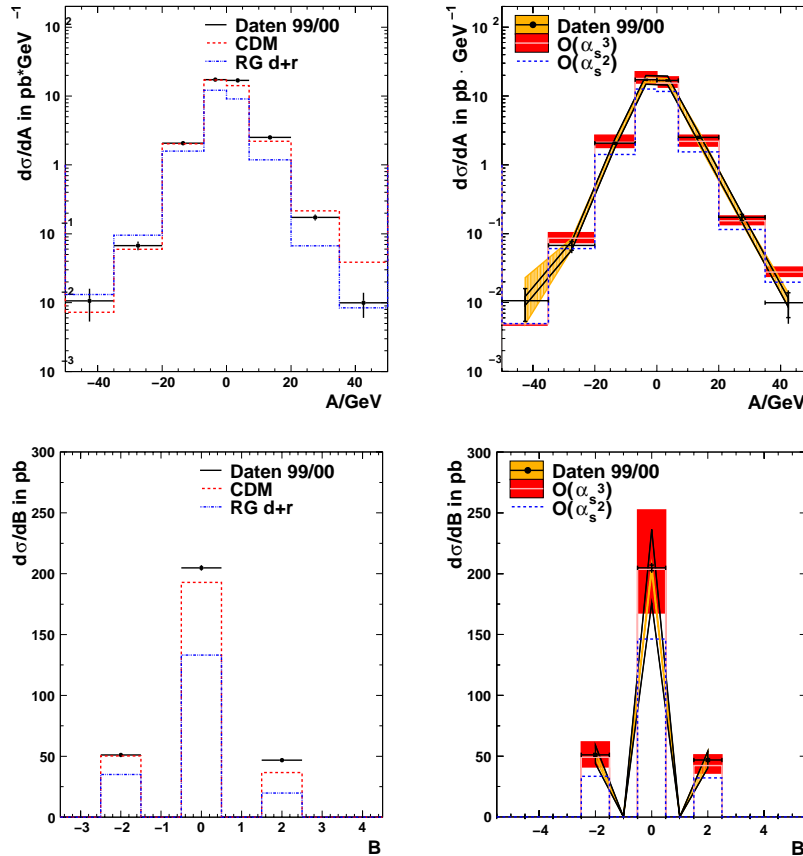 dσ/dA in pb*GeV⁻¹
Daten 99/00
CDM
RG d+r
10²
10
1
10⁻¹
10⁻²
10⁻³
−40 −20 0 20 40
A/GeV
dσ/dA in pb · GeV⁻¹
Daten 99/00
O(αs³)
O(αs²)
10²
10
1
10⁻¹
10⁻²
10⁻³
−40 −20 0 20 40
A/GeV
dσ/dB in pb
Daten 99/00
CDM
RG d+r
300
250
200
150
100
50
0
−3 −2 −1 0 1 2 3 4
B
dσ/dB in pb
Daten 99/00
O(αs³)
O(αs²)
300
250
200
150
100
50
0
−4 −2 0 2 4
B